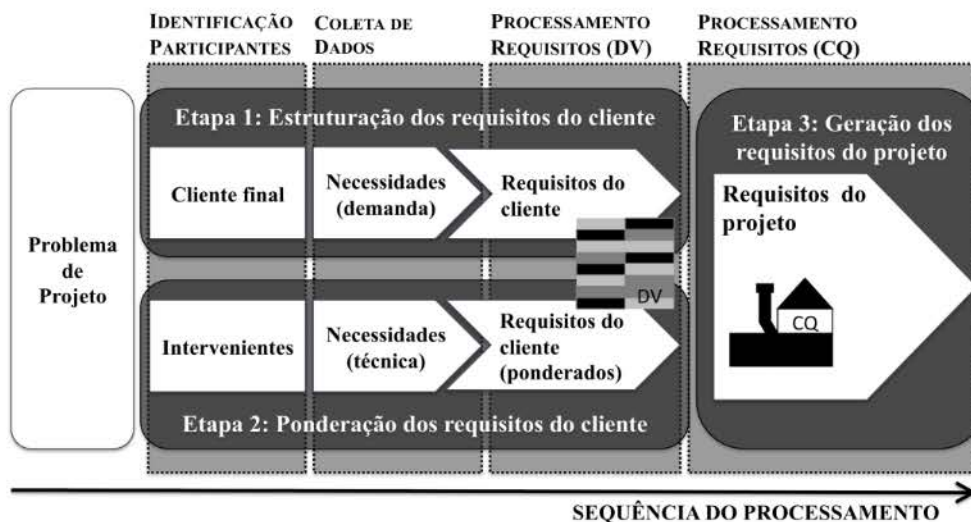 IDENTIFICAÇÃO
PARTICIPANTES
COLETA DE
DADOS
PROCESSAMENTO
REQUISITOS (DV)
PROCESSAMENTO
REQUISITOS (CQ)
Problema
de
Projeto
Etapa 1: Estruturação dos requisitos do cliente
Cliente final
Necessidades
(demanda)
Requisitos do
cliente
DV
Intervenientes
Necessidades
(técnica)
Requisitos do
cliente
(ponderados)
Etapa 2: Ponderação dos requisitos do cliente
Etapa 3: Geração dos
requisitos do projeto
Requisitos do
projeto
CQ
SEQUÊNCIA DO PROCESSAMENTO